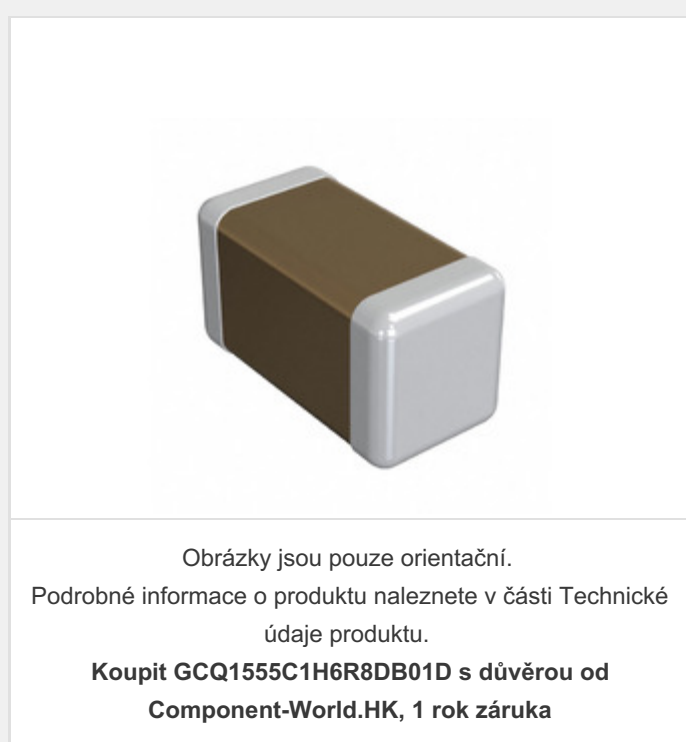 Obrázky jsou pouze orientační.
Podrobné informace o produktu naleznete v části Technické
údaje produktu.
Koupit GCQ1555C1H6R8DB01D s důvěrou od
Component-World.HK, 1 rok záruka